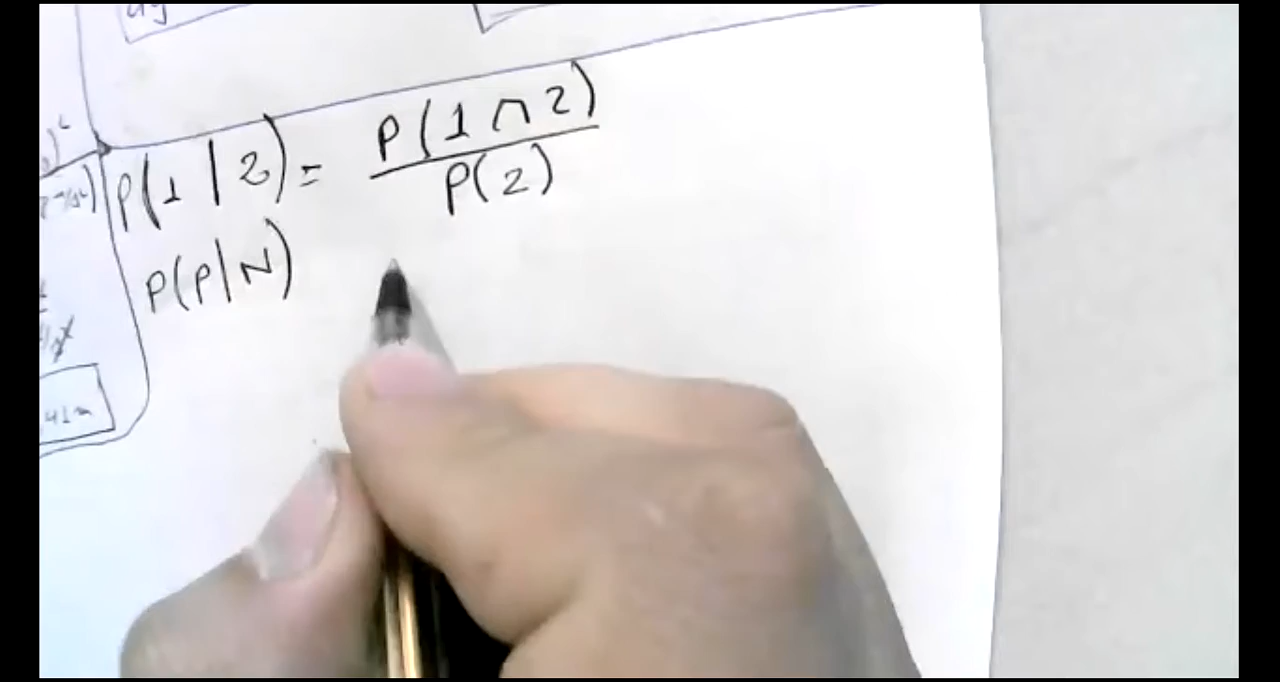 P(1|2) = P(1∩2) / P(2)
P(P|N)